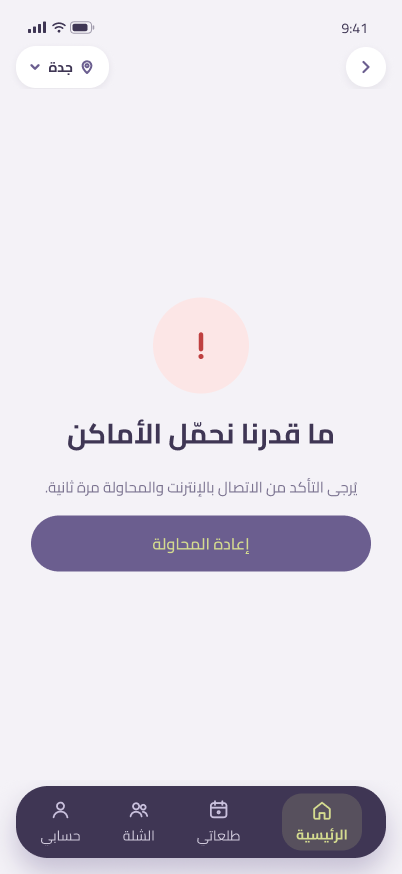 9:41
جدة
ما قدرنا نحمّل الأماكن
يُرجى التأكد من الاتصال بالإنترنت والمحاولة مرة ثانية.
إعادة المحاولة
الرئيسية
طلعاتي
الشلة
حسابي